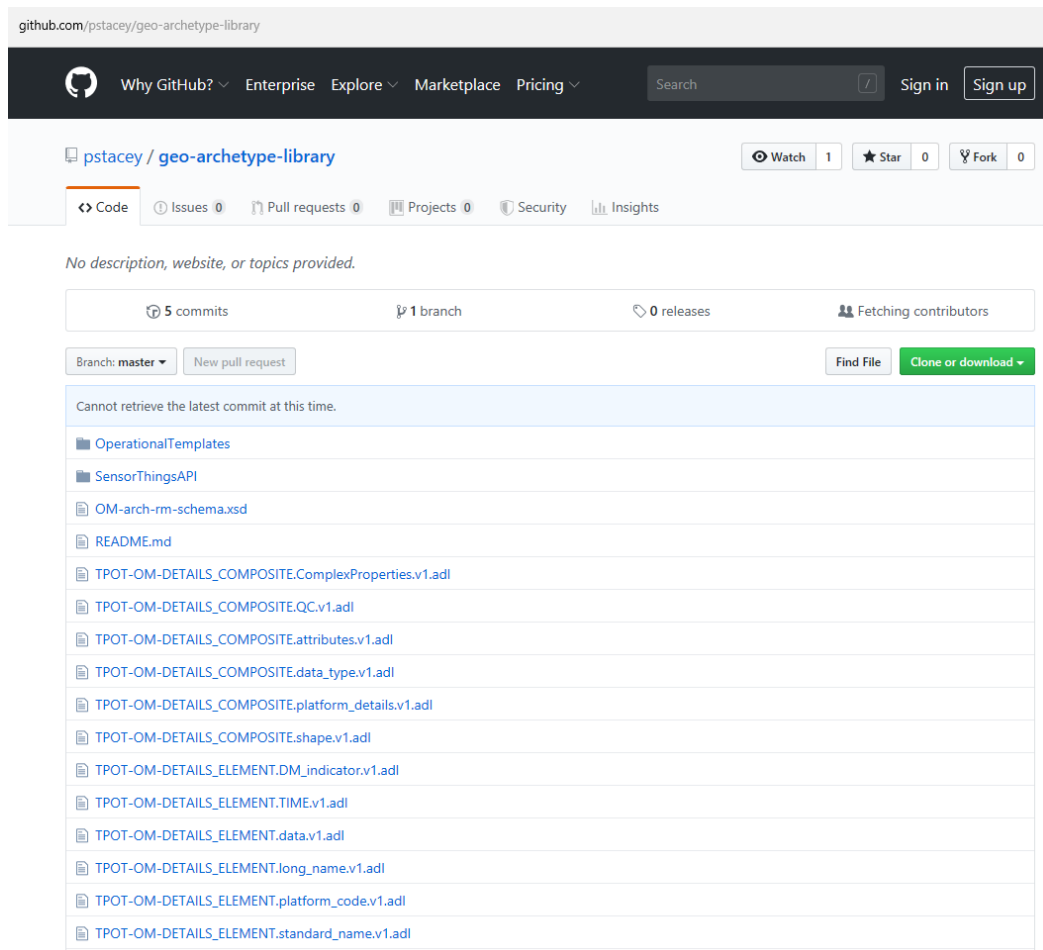 github.com/pstacey/geo-archetype-library
Why GitHub? Enterprise Explore Marketplace Pricing Search / Sign in Sign up
pstacey / geo-archetype-library Watch 1 Star 0 Fork 0
Code Issues 0 Pull requests 0 Projects 0 Security Insights
No description, website, or topics provided.
5 commits 1 branch 0 releases Fetching contributors
Branch: master New pull request Find File Clone or download
Cannot retrieve the latest commit at this time.
OperationalTemplates
SensorThingsAPI
OM-arch-rm-schema.xsd
README.md
TPOT-OM-DETAILS_COMPOSITE.ComplexProperties.v1.adl
TPOT-OM-DETAILS_COMPOSITE.QC.v1.adl
TPOT-OM-DETAILS_COMPOSITE.attributes.v1.adl
TPOT-OM-DETAILS_COMPOSITE.data_type.v1.adl
TPOT-OM-DETAILS_COMPOSITE.platform_details.v1.adl
TPOT-OM-DETAILS_COMPOSITE.shape.v1.adl
TPOT-OM-DETAILS_ELEMENT.DM_indicator.v1.adl
TPOT-OM-DETAILS_ELEMENT.TIME.v1.adl
TPOT-OM-DETAILS_ELEMENT.data.v1.adl
TPOT-OM-DETAILS_ELEMENT.long_name.v1.adl
TPOT-OM-DETAILS_ELEMENT.platform_code.v1.adl
TPOT-OM-DETAILS_ELEMENT.standard_name.v1.adl